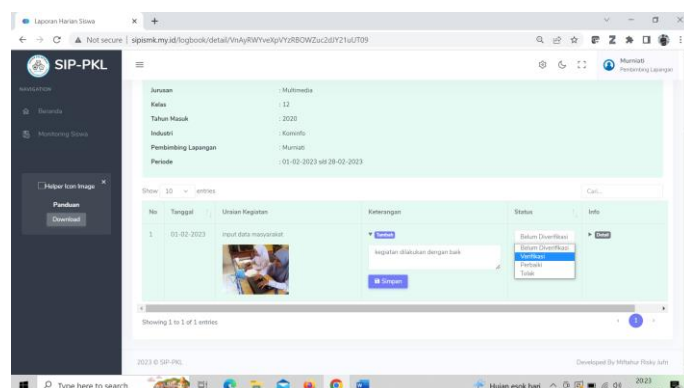 Laporan Harian Siswa
Not secure | sipismk.my.id/logbook/detail/
SIP-PKL
Murniati
Pembimbing Lapangan
NAVIGATION
Beranda
Monitoring Siswa
Helper Icon Image
Panduan
Download
Jurusan : Multimedia
Kelas : 12
Tahun Masuk : 2020
Industri : Kominfo
Pembimbing Lapangan : Murniati
Periode : 01-02-2023 s/d 28-02-2023
Show 10 entries
Cari...
No Tanggal Uraian Kegiatan Keterangan Status Info
1 01-02-2023 input data masyarakat Tambah Belum Diverifikasi Detail
kegiatan dilakukan dengan baik
Belum Diverifikasi
Verifikasi
Perbaiki
Tolak
Simpan
Showing 1 to 1 of 1 entries
1
2023 © SIP-PKL
Developed By Miftahur Rizky Jafri
Type here to search
Hujan esok hari
20:23